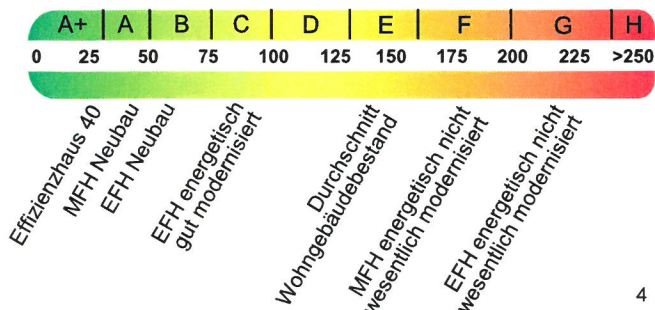 A+ A B C D E F G H
0 25 50 75 100 125 150 175 200 225 >250
Effizienzhaus 40
MFH Neubau
EFH Neubau
EFH energetisch
gut modernisiert
Durchschnitt
Wohngebäudebestand
MFH energetisch nicht
wesentlich modernisiert
EFH energetisch nicht
wesentlich modernisiert
4